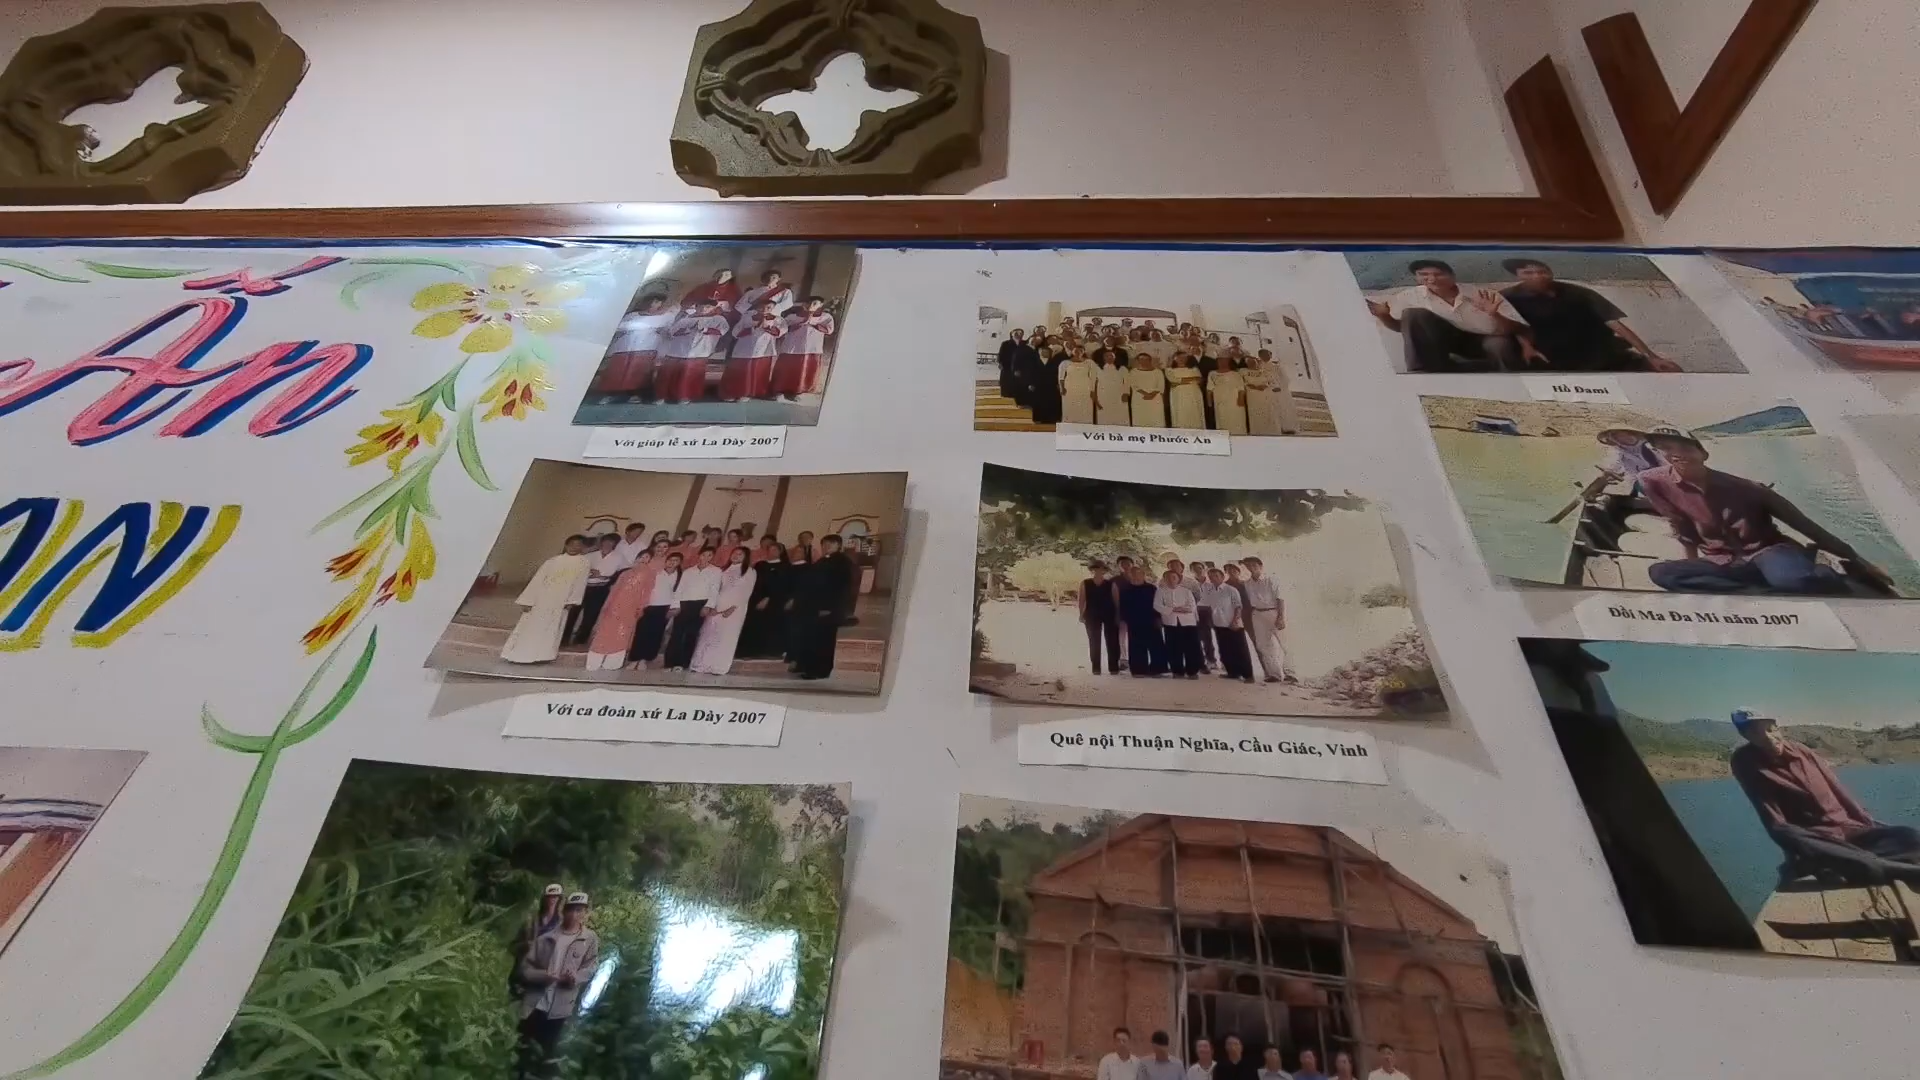 Ấn
Với giúp lễ xứ La Dày 2007
Với bà mẹ Phước An
Hồ Đami
Với ca đoàn xứ La Dày 2007
Quê nội Thuận Nghĩa, Cầu Giác, Vinh
Đồi Ma Đa Mi năm 2007